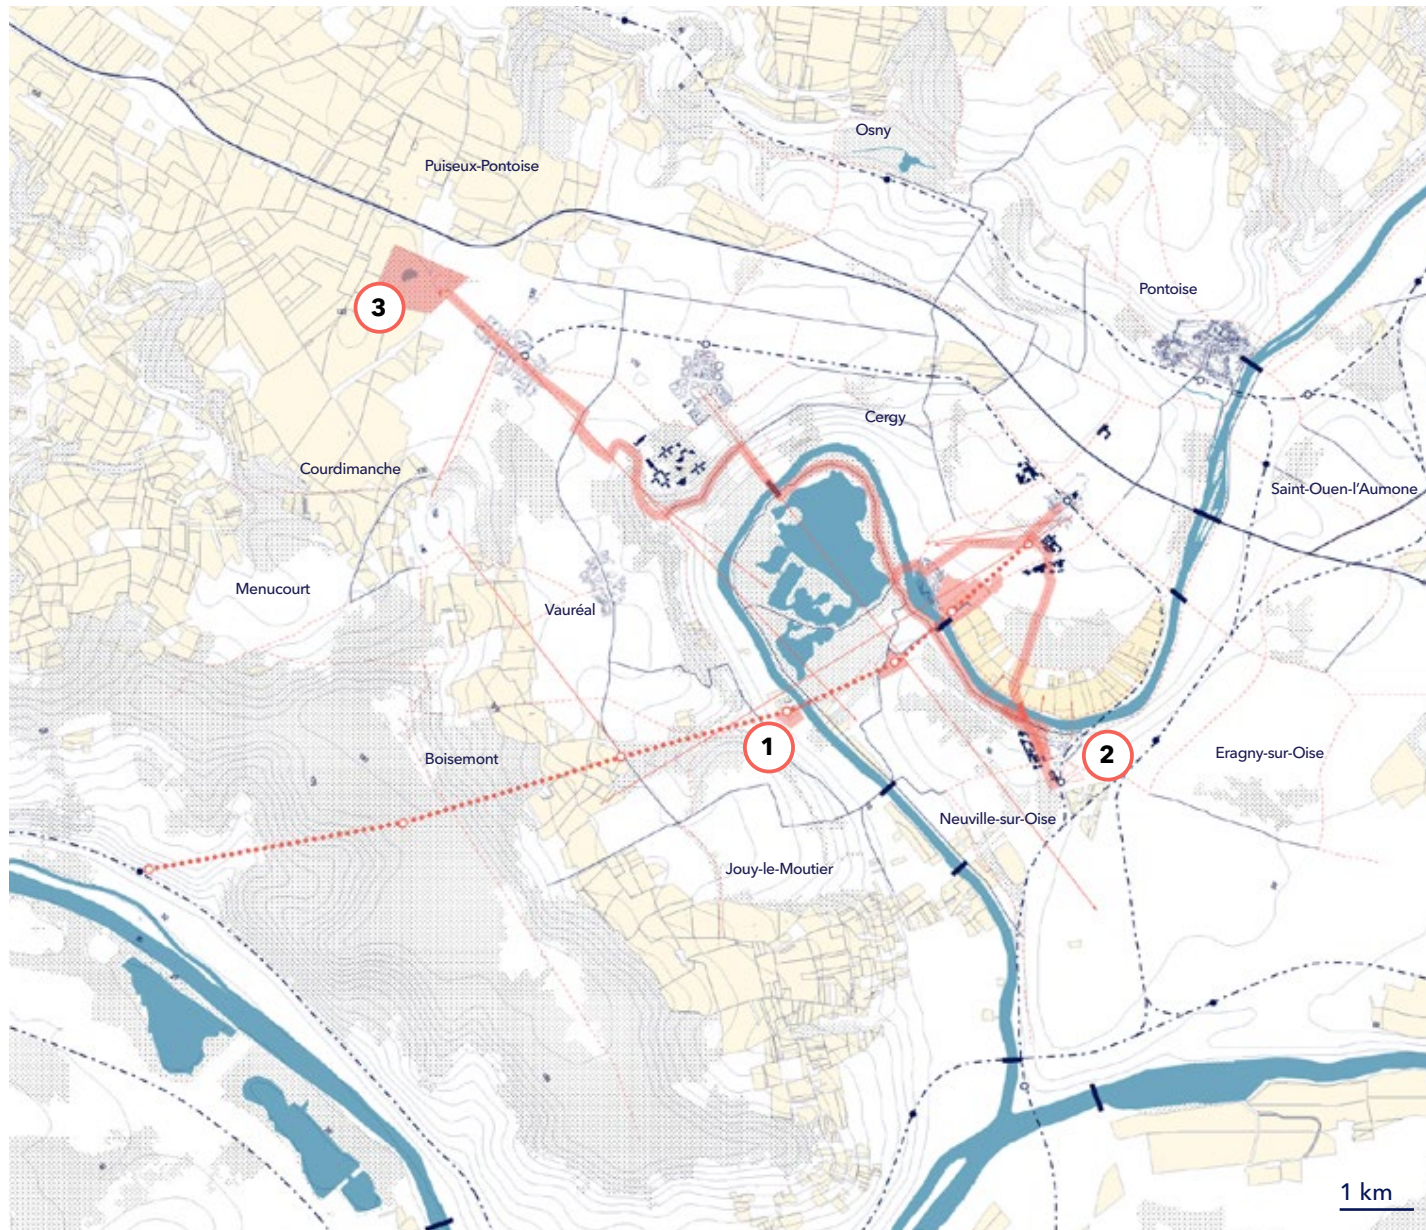 Osny
Puiseux-Pontoise
Pontoise
3
Cergy
Courdimanche
Saint-Ouen-l'Aumone
Menucourt
Vauréal
1
2
Boisemont
Eragny-sur-Oise
Neuville-sur-Oise
Jouy-le-Moutier
1 km